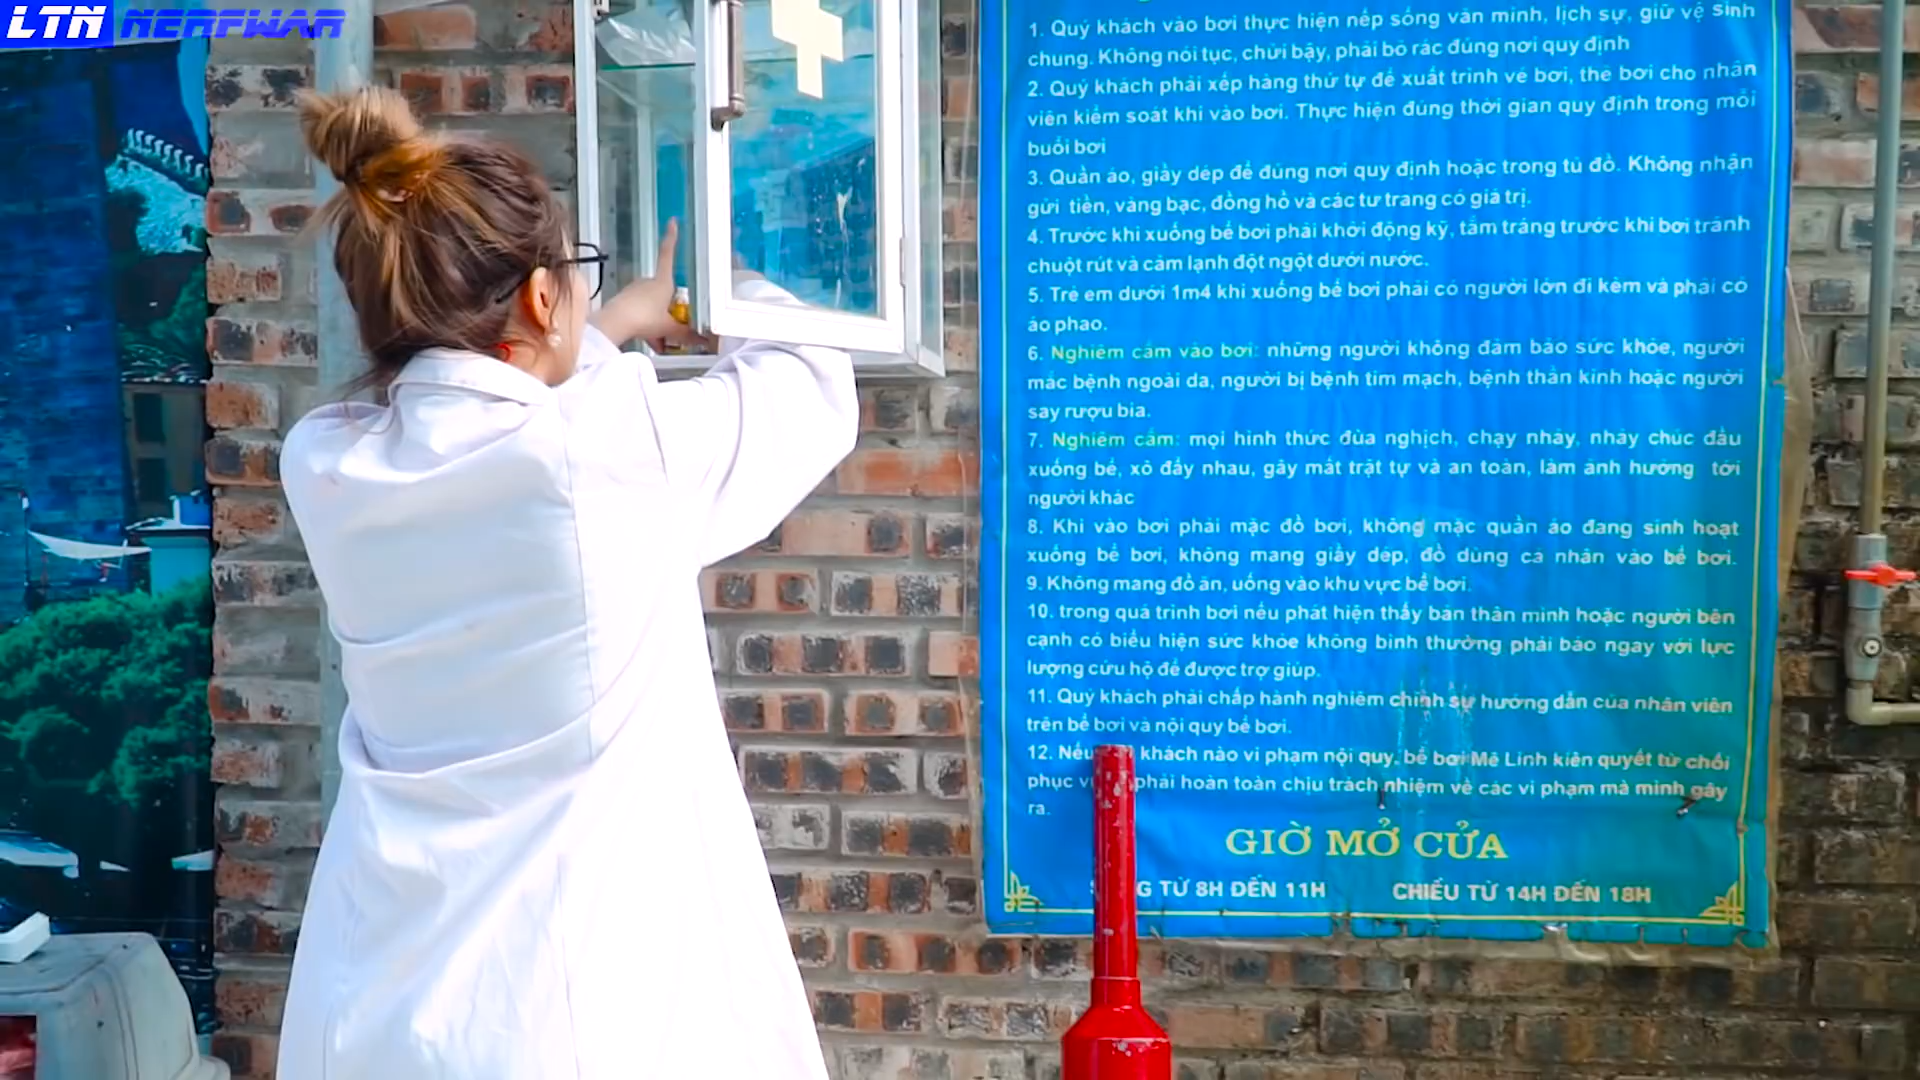 LTN NERFWAR
1. Quý khách vào bơi thực hiện nếp sống văn minh, lịch sự, giữ vệ sinh
chung. Không nói tục, chửi bậy, phải bỏ rác đúng nơi quy định
2. Quý khách phải xếp hàng thứ tự để xuất trình vé bơi, thẻ bơi cho nhân
viên kiểm soát khi vào bơi. Thực hiện đúng thời gian quy định trong mỗi
buổi bơi
3. Quần áo, giầy dép để đúng nơi quy định hoặc trong tủ đồ. Không nhận
gửi tiền, vàng bạc, đồng hồ và các tư trang có giá trị.
4. Trước khi xuống bể bơi phải khởi động kỹ, tắm tráng trước khi bơi tránh
chuột rút và cảm lạnh đột ngột dưới nước.
5. Trẻ em dưới 1m4 khi xuống bể bơi phải có người lớn đi kèm và phải có
áo phao.
6. Nghiêm cấm vào bơi: những người không đảm bảo sức khỏe, người
mắc bệnh ngoài da, người bị bệnh tim mạch, bệnh thần kinh hoặc người
say rượu bia.
7. Nghiêm cấm: mọi hình thức đùa nghịch, chạy nhảy, nhảy chúc đầu
xuống bể, xô đẩy nhau, gây mất trật tự và an toàn, làm ảnh hưởng tới
người khác
8. Khi vào bơi phải mặc đồ bơi, không mặc quần áo đang sinh hoạt
xuống bể bơi, không mang giầy dép, đồ dùng cá nhân vào bể bơi.
9. Không mang đồ ăn, uống vào khu vực bể bơi.
10. trong quá trình bơi nếu phát hiện thấy bản thân mình hoặc người bên
cạnh có biểu hiện sức khỏe không bình thường phải báo ngay với lực
lượng cứu hộ để được trợ giúp.
11. Quý khách phải chấp hành nghiêm chỉnh sự hướng dẫn của nhân viên
trên bể bơi và nội quy bể bơi.
12. Nếu khách nào vi phạm nội quy, bể bơi Mê Linh kiên quyết từ chối
phục phải hoàn toàn chịu trách nhiệm về các vi phạm mà mình gây
ra.
GIỜ MỞ CỬA
TỪ 8H ĐẾN 11H CHIỀU TỪ 14H ĐẾN 18H